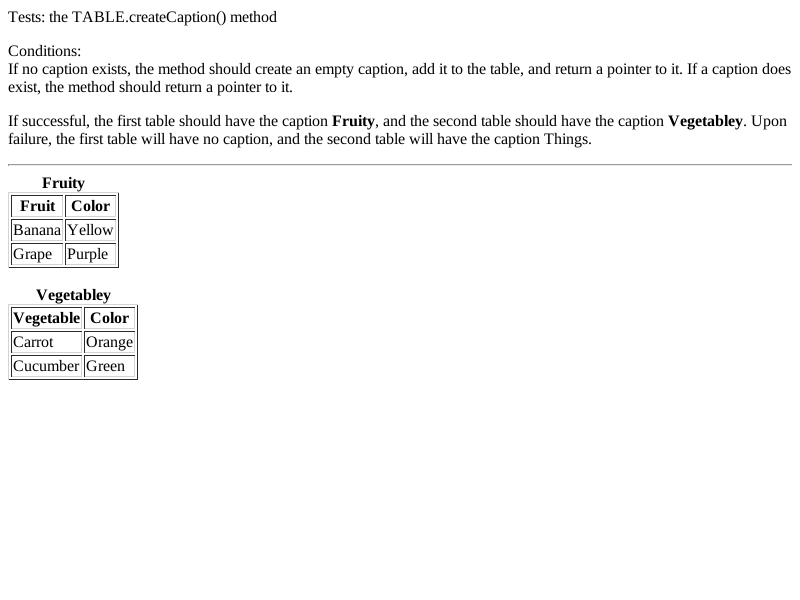 Tests: the TABLE.createCaption() method
Conditions:
If no caption exists, the method should create an empty caption, add it to the table, and return a pointer to it. If a caption does
exist, the method should return a pointer to it.
If successful, the first table should have the caption Fruity, and the second table should have the caption Vegetabley. Upon
failure, the first table will have no caption, and the second table will have the caption Things.
Fruity
Fruit Color
Banana Yellow
Grape Purple
Vegetabley
Vegetable Color
Carrot Orange
Cucumber Green